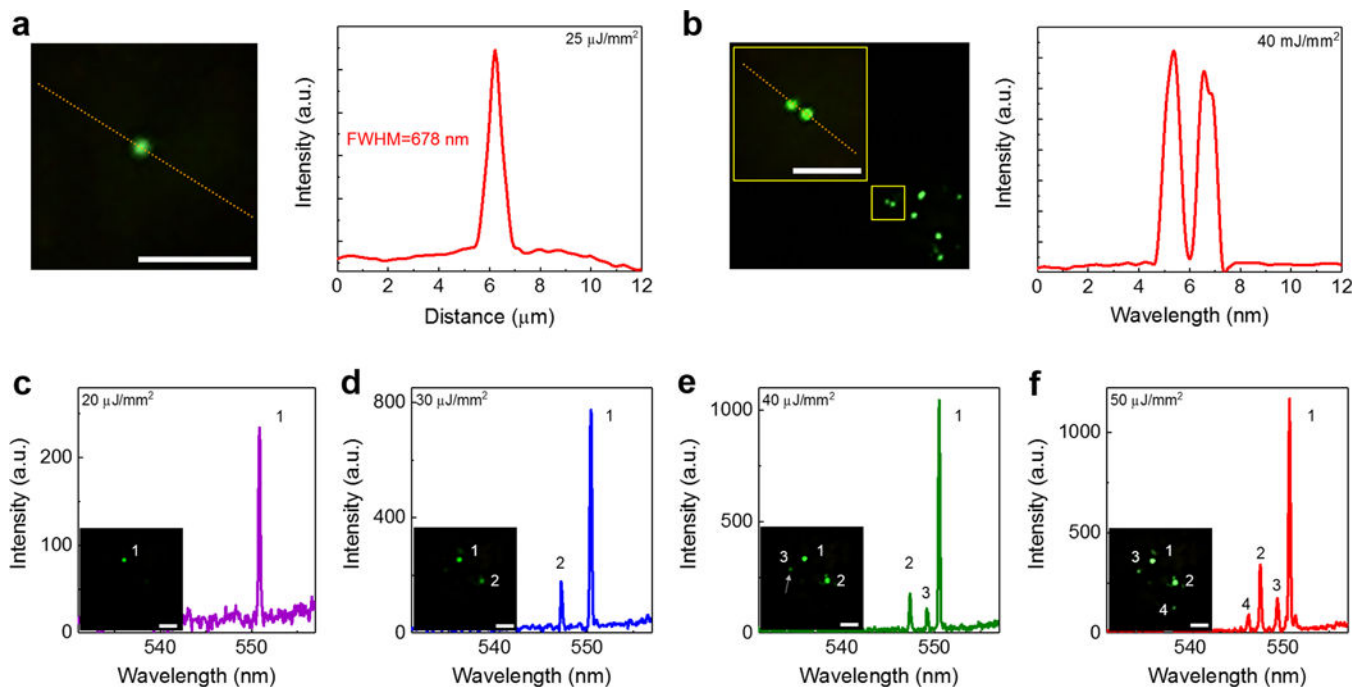 a
25 μJ/mm²
FWHM=678 nm
Intensity (a.u.)
0 2 4 6 8 10 12
Distance (μm)
b
40 mJ/mm²
Intensity (a.u.)
0 2 4 6 8 10 12
Wavelength (nm)
c
20 μJ/mm²
1
200
100
0
1
Intensity (a.u.)
540 550
Wavelength (nm)
d
30 μJ/mm²
1
2
800
400
0
1
2
Intensity (a.u.)
540 550
Wavelength (nm)
e
40 μJ/mm²
1
2
3
1000
500
0
1
2
3
Intensity (a.u.)
540 550
Wavelength (nm)
f
50 μJ/mm²
1
2
3
4
1000
500
0
1
2
3
4
Intensity (a.u.)
540 550
Wavelength (nm)